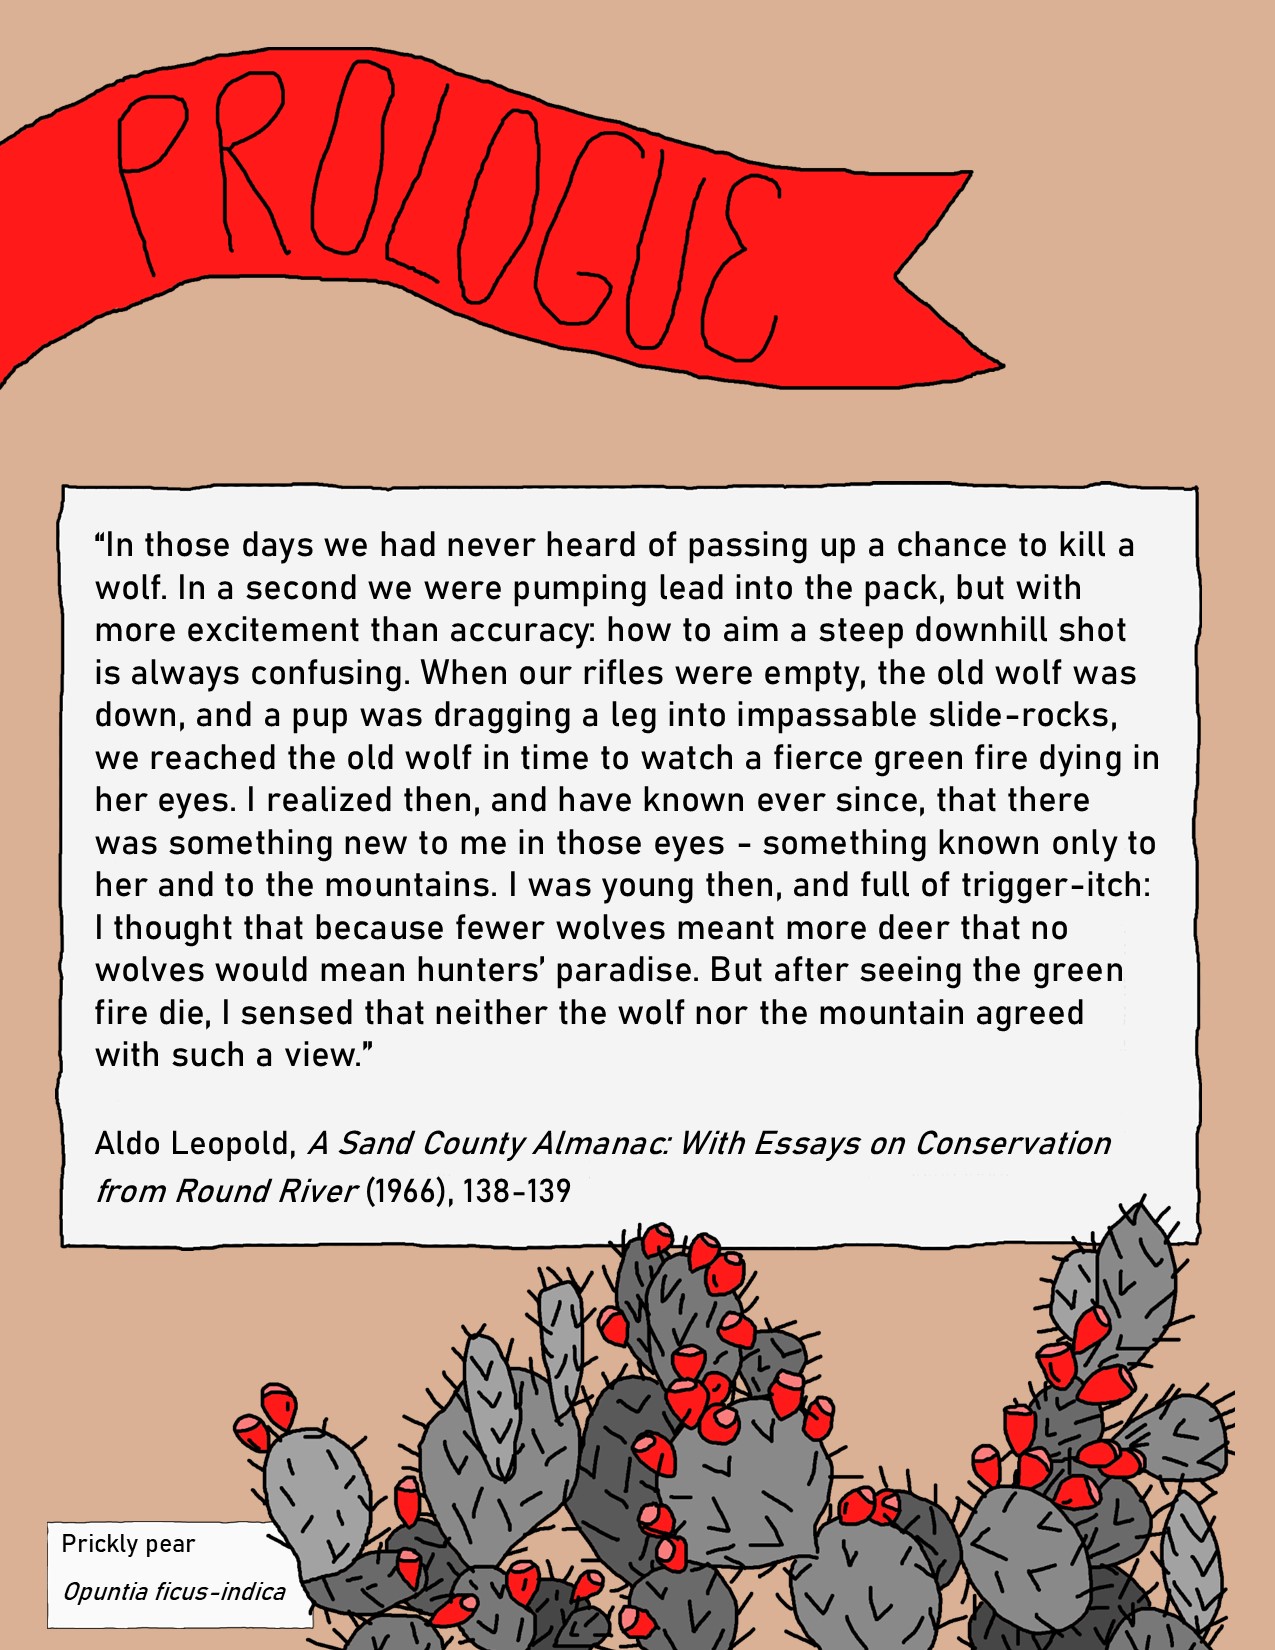 PROLOGUE
“In those days we had never heard of passing up a chance to kill a
wolf. In a second we were pumping lead into the pack, but with
more excitement than accuracy: how to aim a steep downhill shot
is always confusing. When our rifles were empty, the old wolf was
down, and a pup was dragging a leg into impassable slide-rocks,
we reached the old wolf in time to watch a fierce green fire dying in
her eyes. I realized then, and have known ever since, that there
was something new to me in those eyes - something known only to
her and to the mountains. I was young then, and full of trigger-itch:
I thought that because fewer wolves meant more deer that no
wolves would mean hunters’ paradise. But after seeing the green
fire die, I sensed that neither the wolf nor the mountain agreed
with such a view.”
Aldo Leopold, A Sand County Almanac: With Essays on Conservation
from Round River (1966), 138-139
Prickly pear
Opuntia ficus-indica